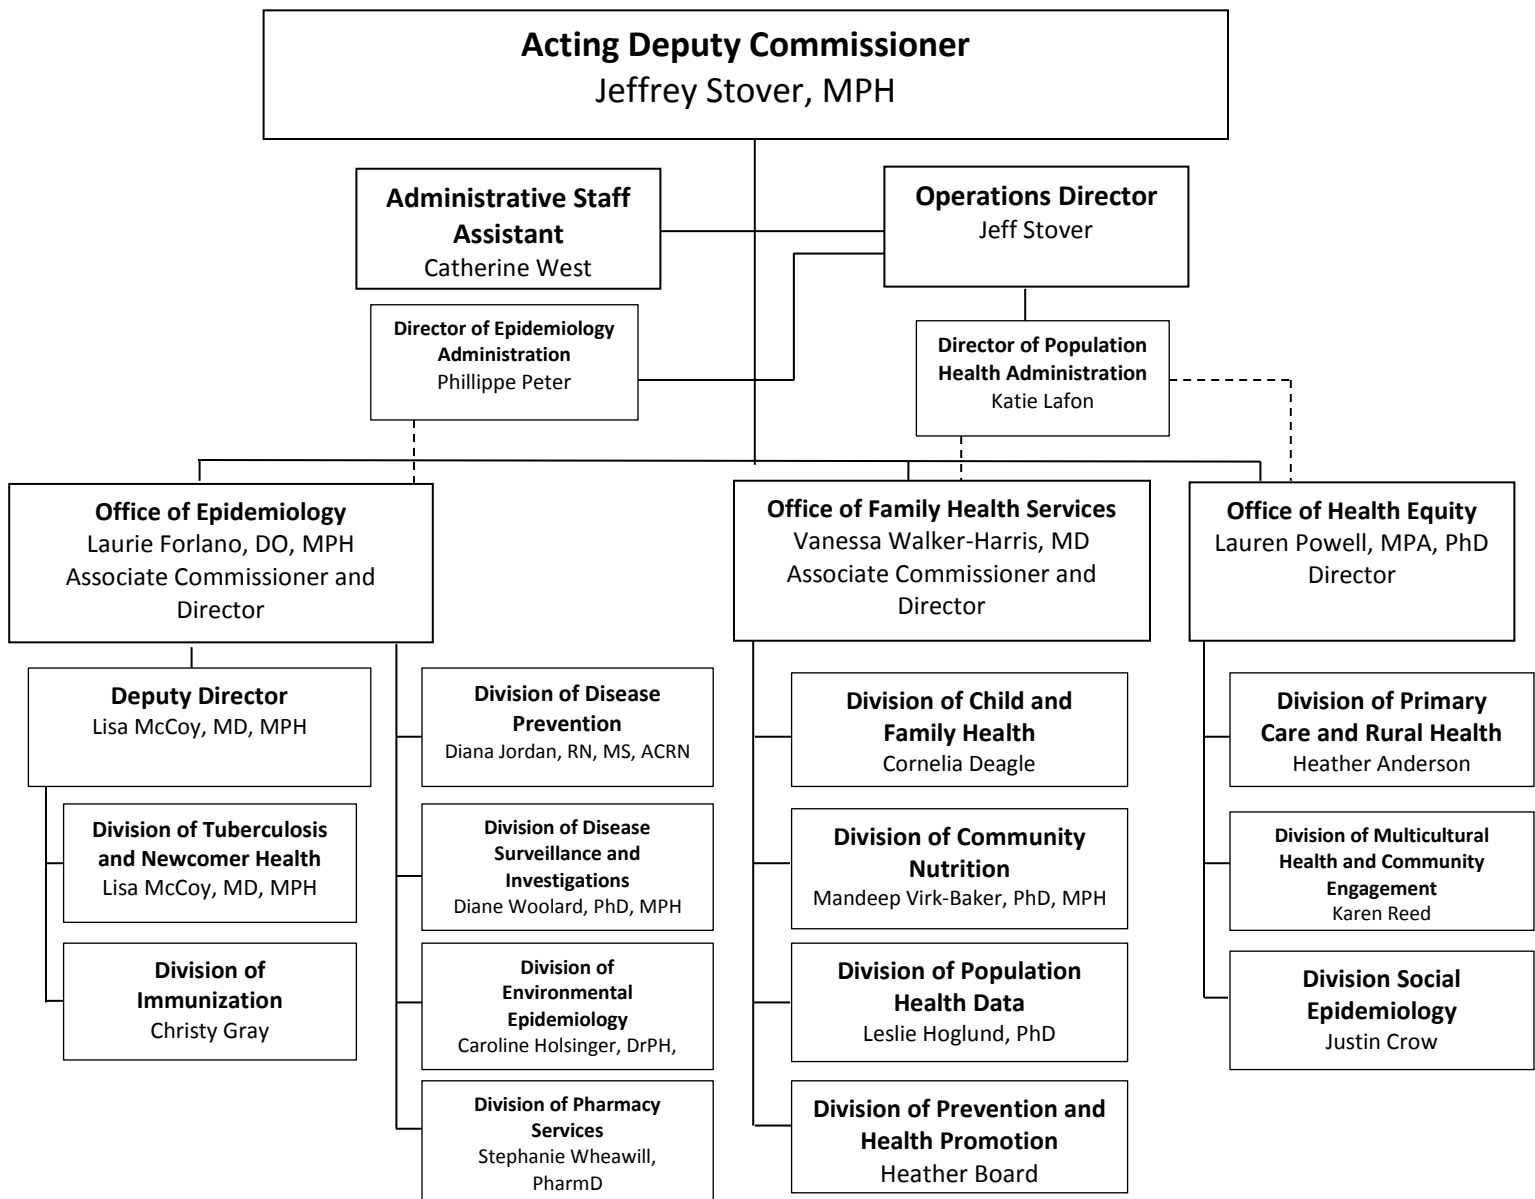 Acting Deputy Commissioner
Jeffrey Stover, MPH
Administrative Staff
Assistant
Catherine West
Operations Director
Jeff Stover
Director of Epidemiology
Administration
Phillippe Peter
Director of Population
Health Administration
Katie Lafon
Office of Epidemiology
Laurie Forlano, DO, MPH
Associate Commissioner and
Director
Office of Family Health Services
Vanessa Walker-Harris, MD
Associate Commissioner and
Director
Office of Health Equity
Lauren Powell, MPA, PhD
Director
Deputy Director
Lisa McCoy, MD, MPH
Division of Tuberculosis
and Newcomer Health
Lisa McCoy, MD, MPH
Division of
Immunization
Christy Gray
Division of Disease
Prevention
Diana Jordan, RN, MS, ACRN
Division of Disease
Surveillance and
Investigations
Diane Woolard, PhD, MPH
Division of
Environmental
Epidemiology
Caroline Holsinger, DrPH,
Division of Pharmacy
Services
Stephanie Wheawill,
PharmD
Division of Child and
Family Health
Cornelia Deagle
Division of Community
Nutrition
Mandeep Virk-Baker, PhD, MPH
Division of Population
Health Data
Leslie Hoglund, PhD
Division of Prevention and
Health Promotion
Heather Board
Division of Primary
Care and Rural Health
Heather Anderson
Division of Multicultural
Health and Community
Engagement
Karen Reed
Division Social
Epidemiology
Justin Crow